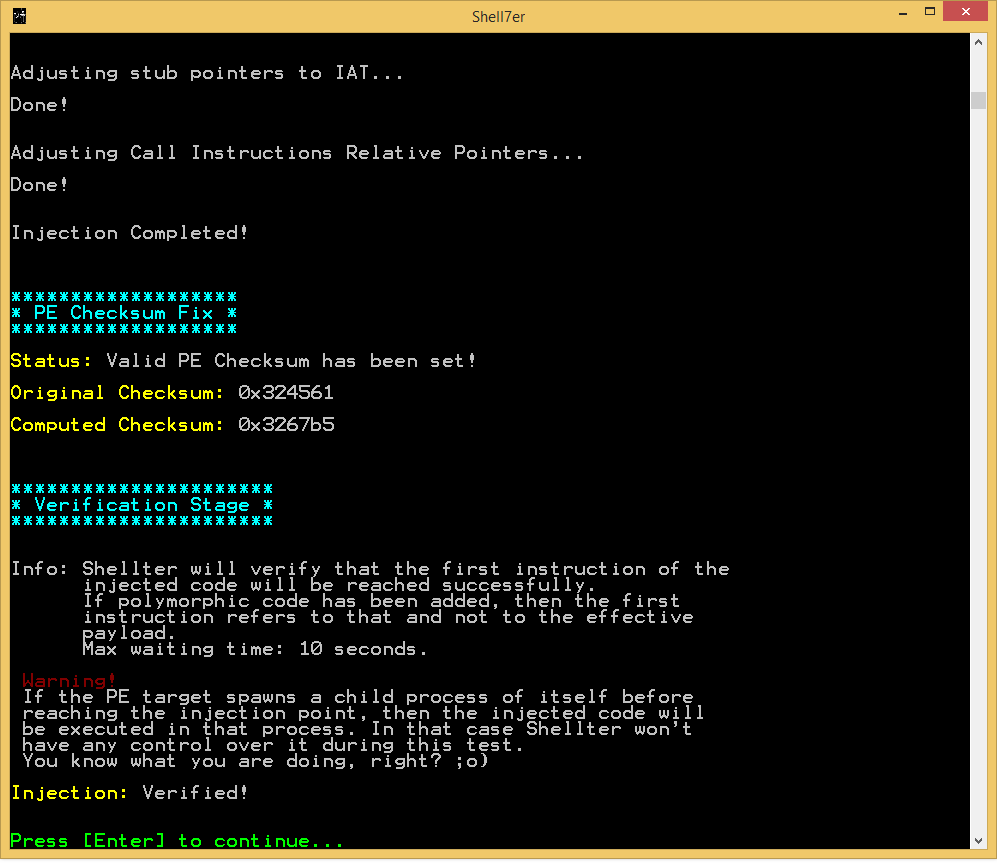 Shell7er
Adjusting stub pointers to IAT...
Done!
Adjusting Call Instructions Relative Pointers...
Done!
Injection Completed!
*******************
* PE Checksum Fix *
*******************
Status: Valid PE Checksum has been set!
Original Checksum: 0x324561
Computed Checksum: 0x3267b5
**********************
* Verification Stage *
**********************
Info: Shellter will verify that the first instruction of the
injected code will be reached successfully.
If polymorphic code has been added, then the first
instruction refers to that and not to the effective
payload.
Max waiting time: 10 seconds.
Warning!
If the PE target spawns a child process of itself before
reaching the injection point, then the injected code will
be executed in that process. In that case Shellter won't
have any control over it during this test.
You know what you are doing, right? ;o)
Injection: Verified!
Press [Enter] to continue...